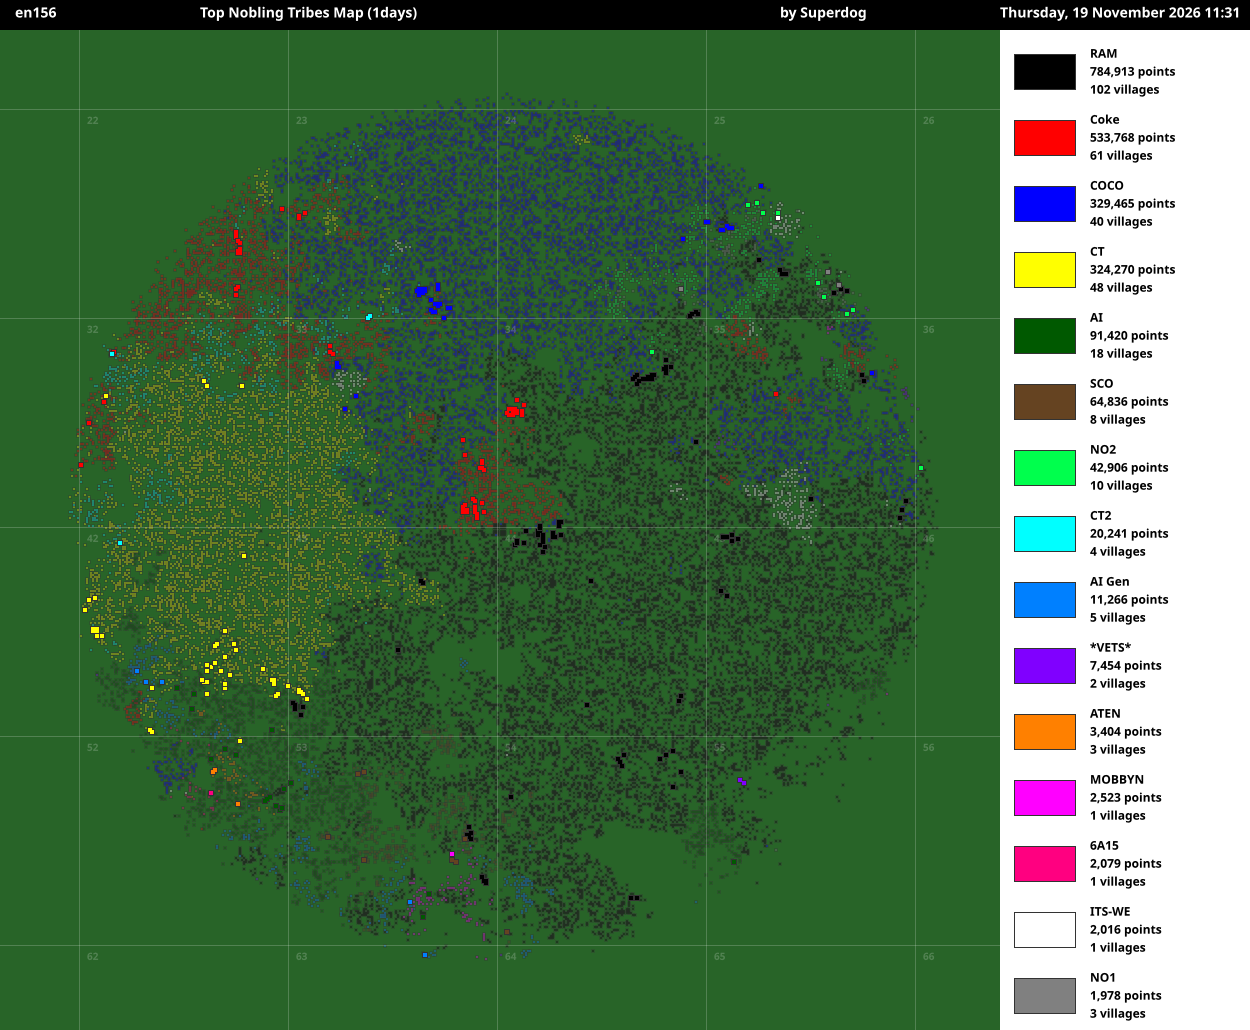 en156 Top Nobling Tribes Map (1days) by Superdog Thursday, 19 November 2026 11:31
RAM
784,913 points
102 villages
Coke
533,768 points
61 villages
COCO
329,465 points
40 villages
CT
324,270 points
48 villages
AI
91,420 points
18 villages
SCO
64,836 points
8 villages
NO2
42,906 points
10 villages
CT2
20,241 points
4 villages
AI Gen
11,266 points
5 villages
*VETS*
7,454 points
2 villages
ATEN
3,404 points
3 villages
MOBBYN
2,523 points
1 villages
6A15
2,079 points
1 villages
ITS-WE
2,016 points
1 villages
NO1
1,978 points
3 villages
22 23 24 25 26
32 33 34 35 36
42 46
52 53 54 55 56
62 63 64 65 66